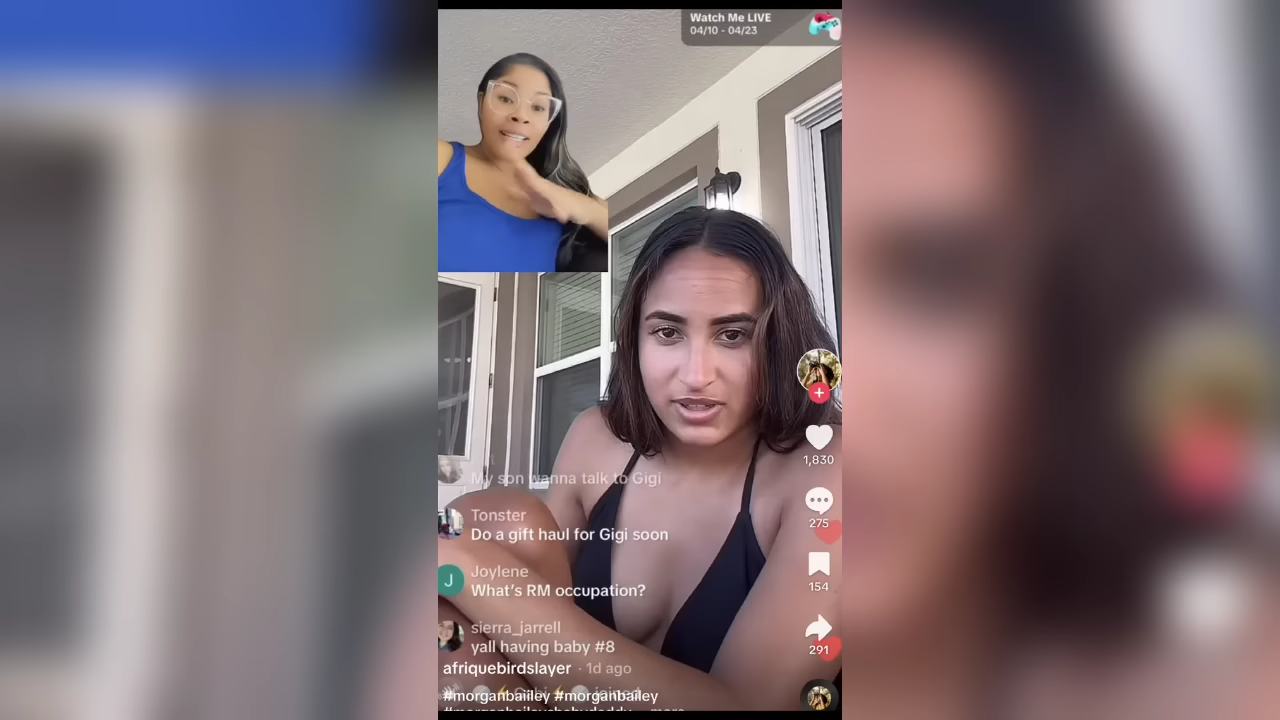 Watch Me LIVE
04/10 - 04/23
1,830
My son wanna talk to Gigi
Tonster
275
Do a gift haul for Gigi soon
J
Joylene
154
What's RM occupation?
sierra_jarrell
yall having baby #8
291
afriquebirdslayer · 1d ago
#morganbaiiley #morganbailey